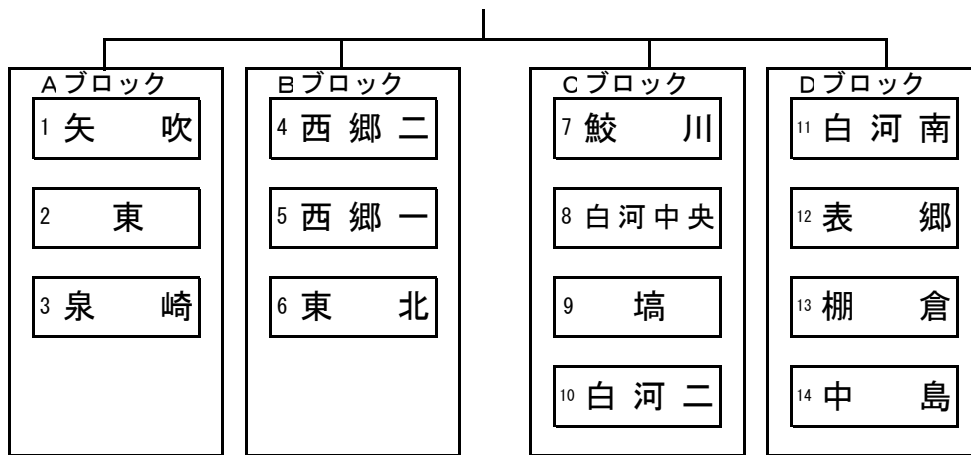 Aブロック
1 矢吹
2 東
3 泉崎
Bブロック
4 西郷二
5 西郷一
6 東北
Cブロック
7 鮫川
8 白河中央
9 塙
10 白河二
Dブロック
11 白河南
12 表郷
13 棚倉
14 中島